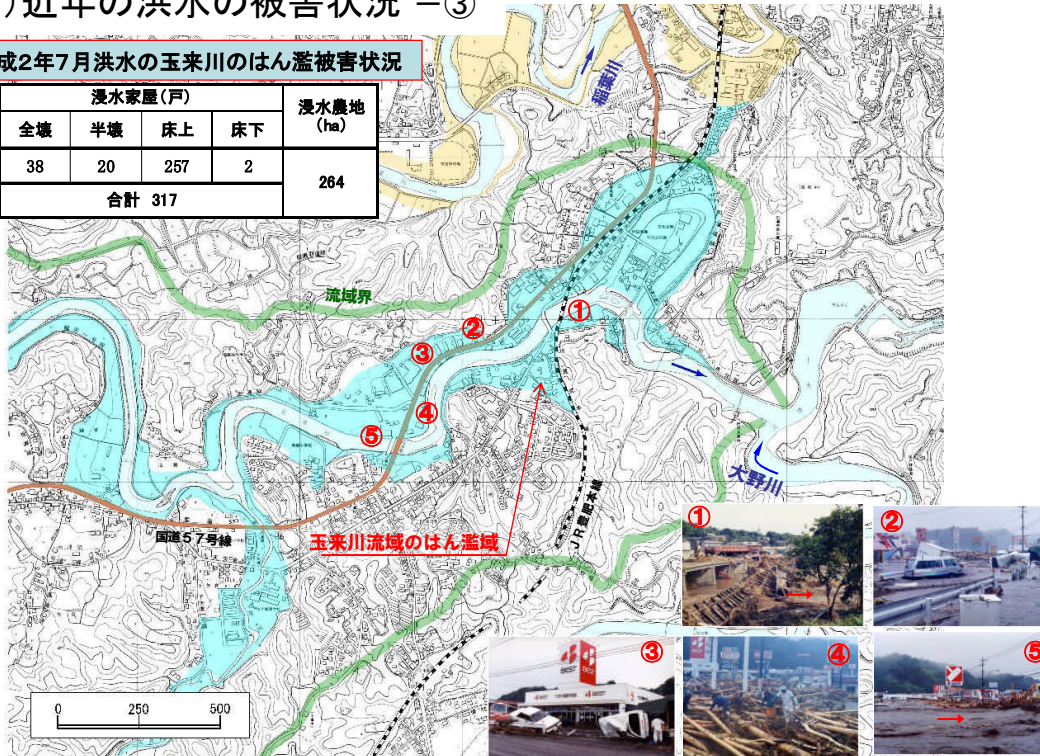 )近年の洪水の被害状況 -③
成2年7月洪水の玉来川のはん濫被害状況
浸水家屋(戸)
浸水農地
(ha)
全壊 半壊 床上 床下
38 20 257 2
264
合計 317
稲葉川
流域界
①
②
③
④
⑤
大野川
国道57号線
JR豊肥本線
玉来川流域のはん濫域
0 250 500
①
②
③
④
⑤